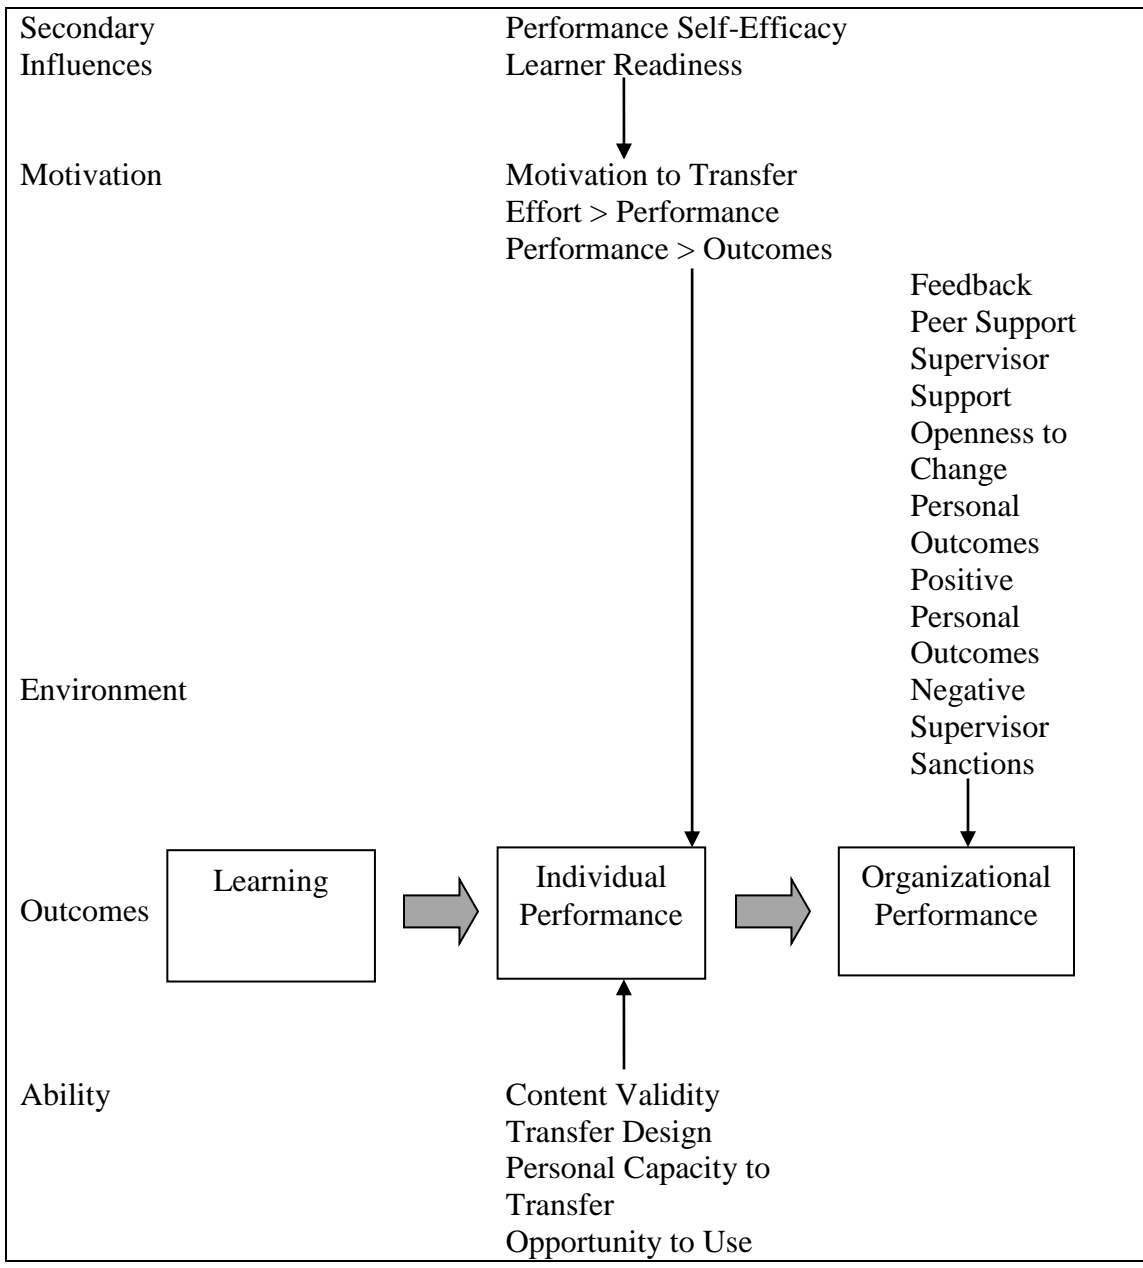 Secondary
Influences
Performance Self-Efficacy
Learner Readiness
Motivation
Motivation to Transfer
Effort > Performance
Performance > Outcomes
Feedback
Peer Support
Supervisor
Support
Openness to
Change
Personal
Outcomes
Positive
Personal
Outcomes
Negative
Supervisor
Sanctions
Environment
Outcomes
Learning
Individual
Performance
Organizational
Performance
Ability
Content Validity
Transfer Design
Personal Capacity to
Transfer
Opportunity to Use